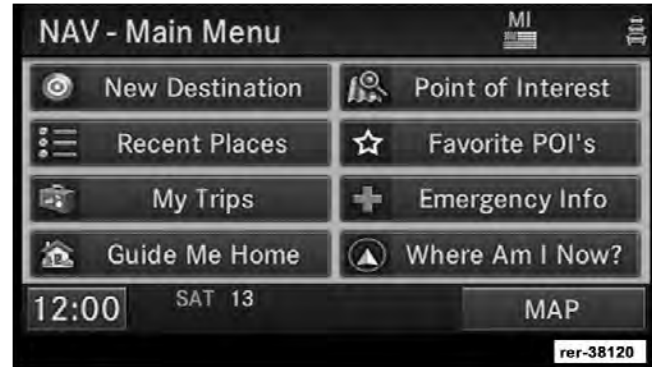 NAV - Main Menu MI
New Destination Point of Interest
Recent Places Favorite POI's
My Trips Emergency Info
Guide Me Home Where Am I Now?
12:00 SAT 13 MAP
rer-38120